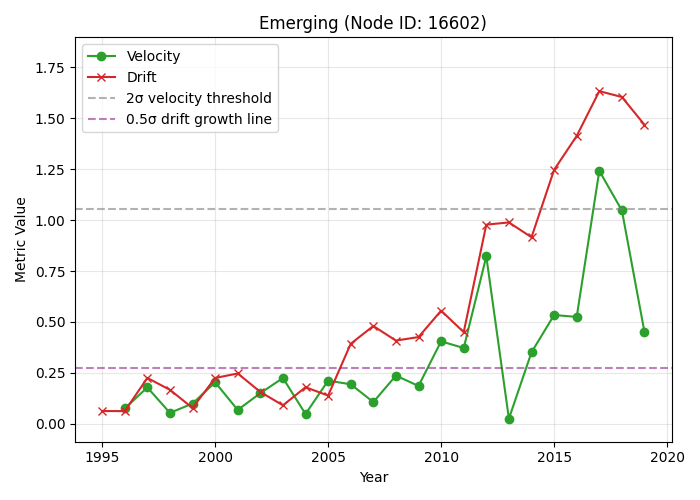 Emerging (Node ID: 16602)
Velocity
Drift
2σ velocity threshold
0.5σ drift growth line
Metric Value
1.75
1.50
1.25
1.00
0.75
0.50
0.25
0.00
1995 2000 2005 2010 2015 2020
Year